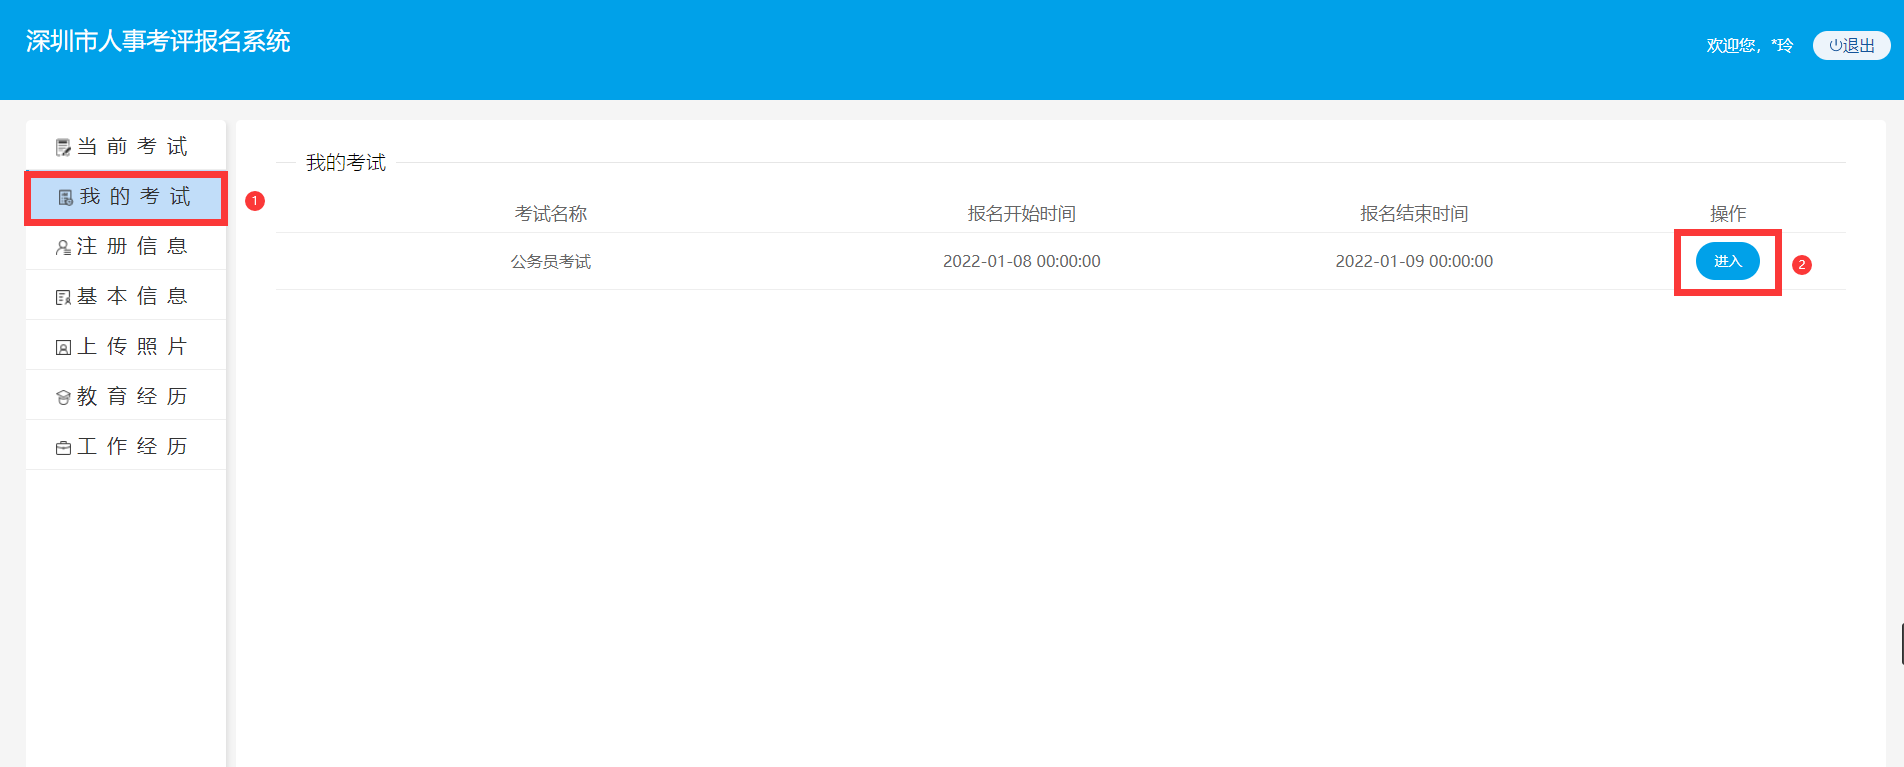 深圳市人事考评报名系统
欢迎您，*玲
退出
当前考试
我的考试
1
注册信息
基本信息
上传照片
教育经历
工作经历
我的考试
考试名称 报名开始时间 报名结束时间 操作
公务员考试 2022-01-08 00:00:00 2022-01-09 00:00:00 进入
2